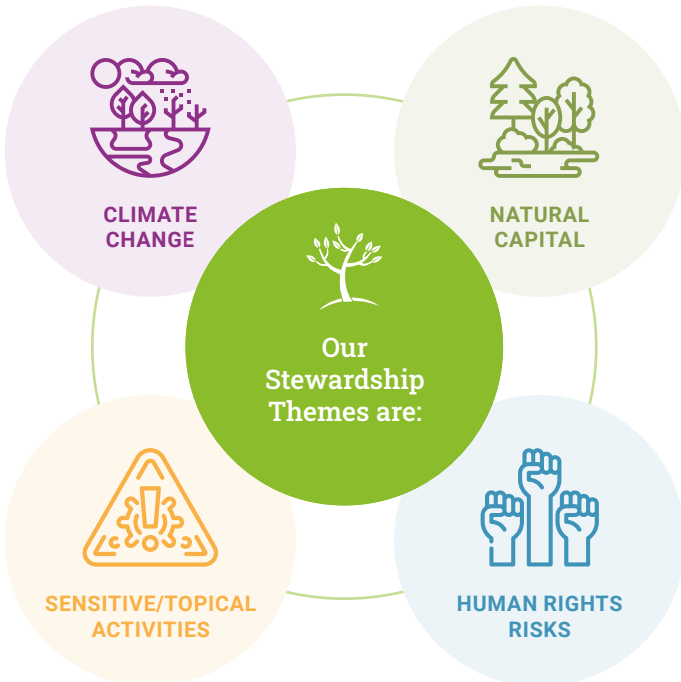 CLIMATE
CHANGE
NATURAL
CAPITAL
Our
Stewardship
Themes are:
SENSITIVE/TOPICAL
ACTIVITIES
HUMAN RIGHTS
RISKS